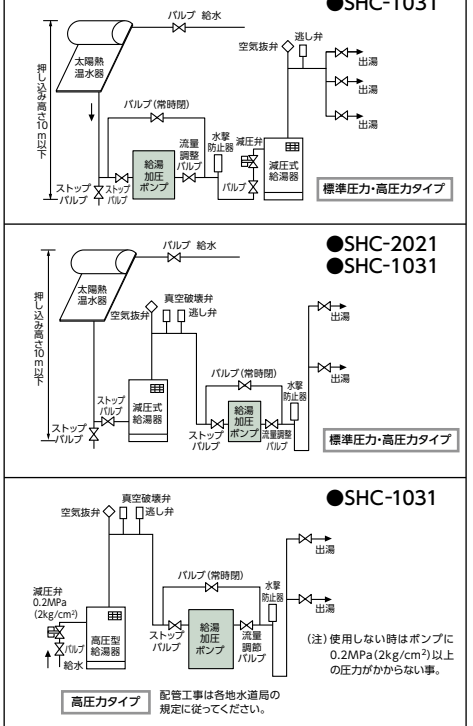 ●SHC-1031
バルブ 給水
空気抜弁
逃し弁
太陽熱
温水器
押し込み高さ10m以下
出湯
出湯
出湯
バルブ(常時閉)
流量
調整
バルブ
水撃
防止器
減圧弁
給湯
加圧
ポンプ
減圧式
給湯器
バルブ
ストップ
バルブ
ストップ
バルブ
標準圧力・高圧力タイプ
●SHC-2021
●SHC-1031
バルブ 給水
太陽熱
温水器
押し込み高さ10m以下
真空破壊弁
空気抜弁
逃し弁
出湯
出湯
バルブ(常時閉)
水撃
防止器
ストップ
バルブ
減圧式
給湯器
給湯
加圧
ポンプ
ストップ
バルブ
ストップ
バルブ
流量調整
バルブ
標準圧力・高圧力タイプ
●SHC-1031
真空破壊弁
空気抜弁
逃し弁
出湯
出湯
バルブ(常時閉)
水撃
防止器
減圧弁
0.2MPa
(2kg/cm²)
バルブ
給水
高圧型
給湯器
ストップ
バルブ
給湯
加圧
ポンプ
流量
調節
バルブ
(注)使用しない時はポンプに
0.2MPa(2kg/cm²)以上
の圧力がかからない事。
高圧力タイプ
配管工事は各地水道局の
規定に従ってください。